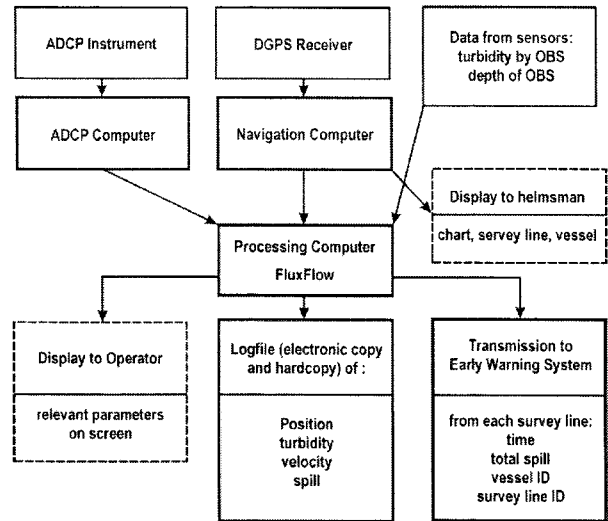 ADCP Instrument
DGPS Receiver
Data from sensors:
turbidity by OBS
depth of OBS
ADCP Computer
Navigation Computer
Display to helmsman
chart, servey line, vessel
Processing Computer
FluxFlow
Display to Operator
relevant parameters
on screen
Logfile (electronic copy
and hardcopy) of :
Position
turbidity
velocity
spill
Transmission to
Early Warning System
from each survey line:
time
total spill
vessel ID
survey line ID